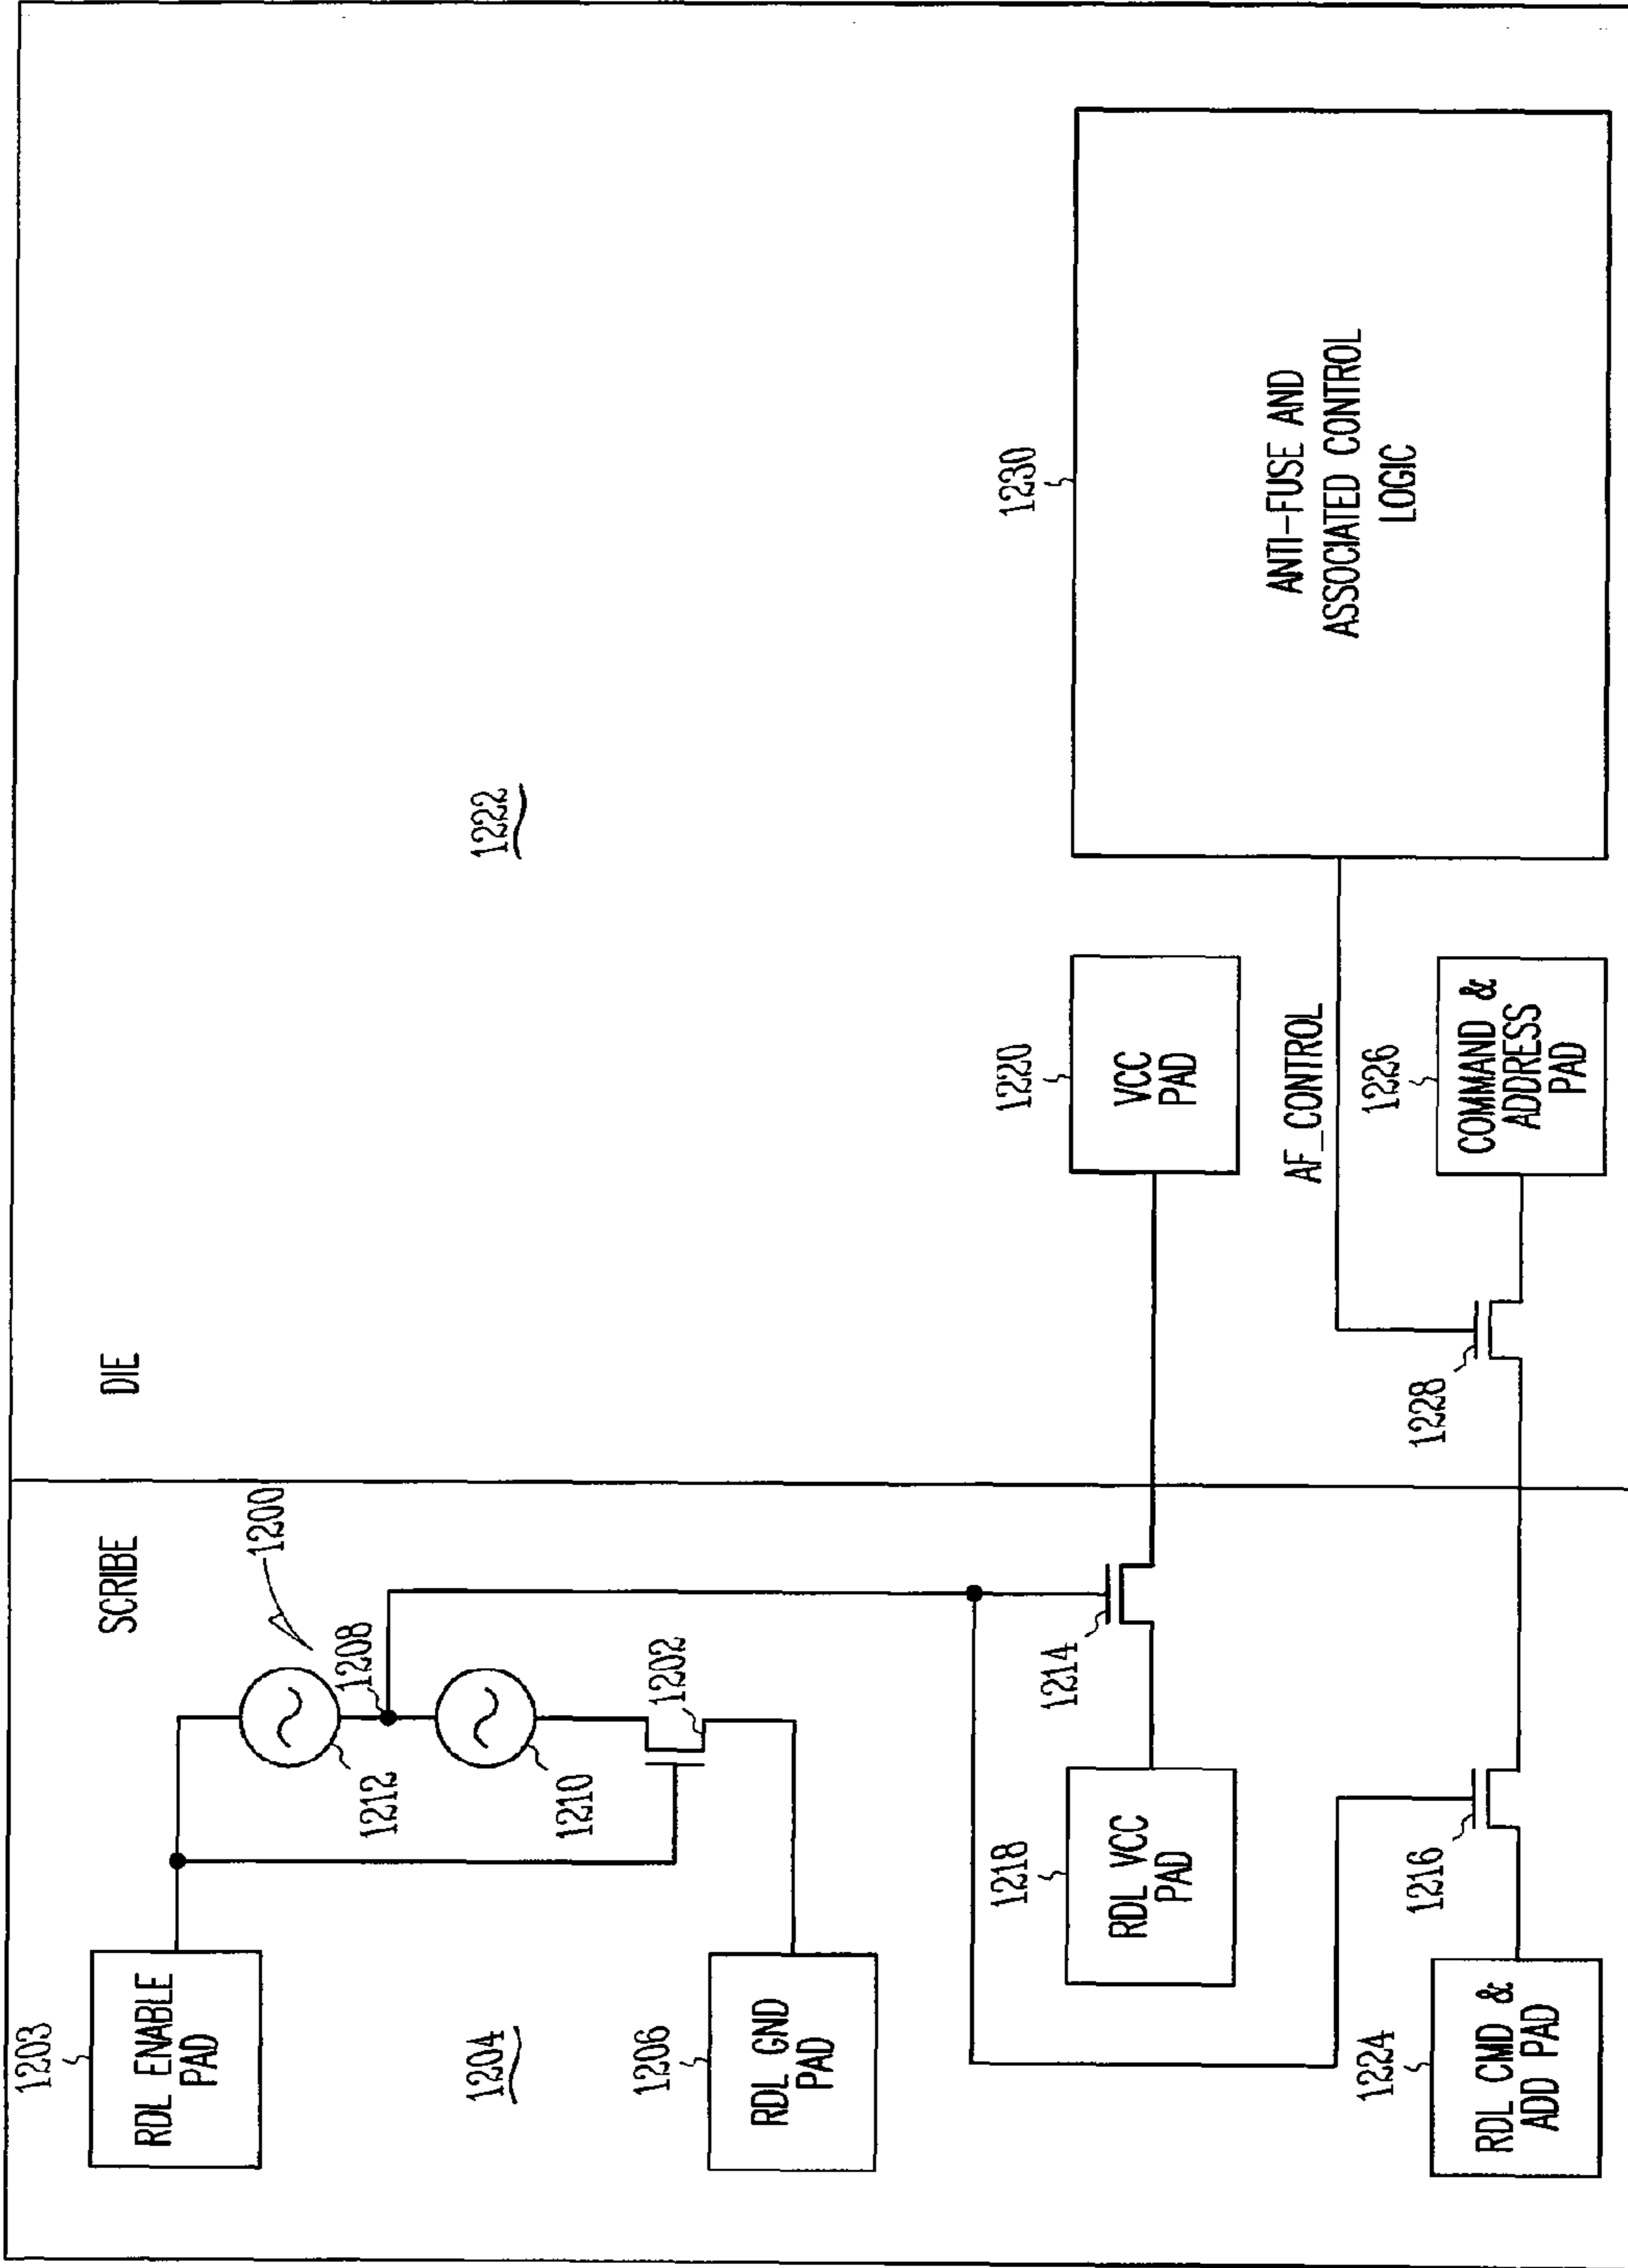 SCRIBE
DIE
1203
RDL ENABLE
PAD
1200
1212
1208
1204
1222
1210
1202
1206
RDL GND
PAD
1218
RDL VCC
PAD
1214
1220
VCC
PAD
1230
ANTI-FUSE AND
ASSOCIATED CONTROL
LOGIC
AF_CONTROL
1224
RDL CMD &
ADD PAD
1216
1228
1226
COMMAND &
ADDRESS
PAD